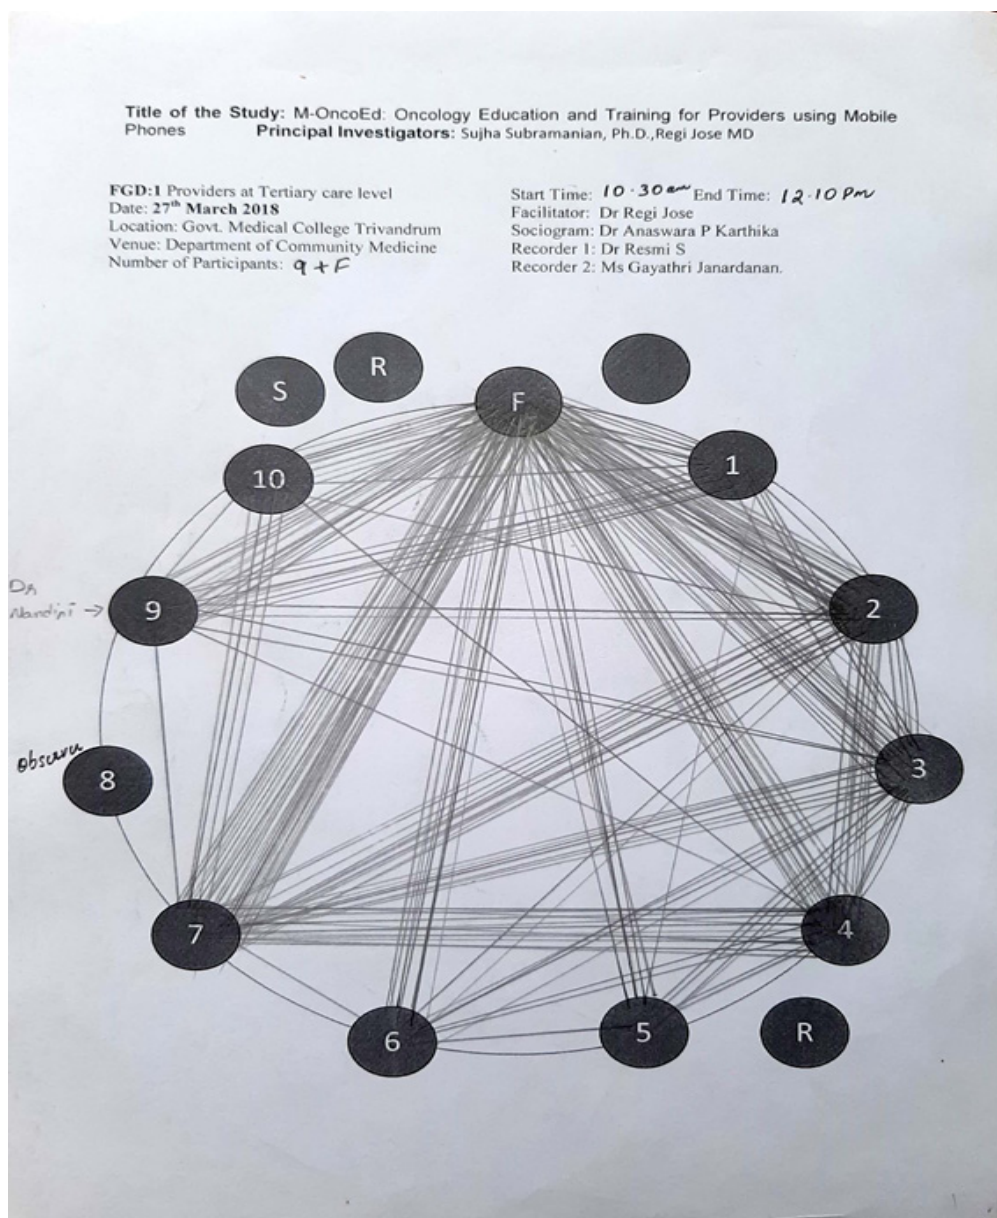 Title of the Study: M-OncoEd: Oncology Education and Training for Providers using Mobile
Phones Principal Investigators: Sujha Subramanian, Ph.D.,Regi Jose MD
FGD:1 Providers at Tertiary care level
Date: 27th March 2018
Location: Govt. Medical College Trivandrum
Venue: Department of Community Medicine
Number of Participants: 9 + F
Start Time: 10.30 am End Time: 12.10 Pm
Facilitator: Dr Regi Jose
Sociogram: Dr Anaswara P Karthika
Recorder 1: Dr Resmi S
Recorder 2: Ms Gayathri Janardanan.
S
R
F
10
1
Dr
Nandini →
9
2
3
8
7
4
6
5
R